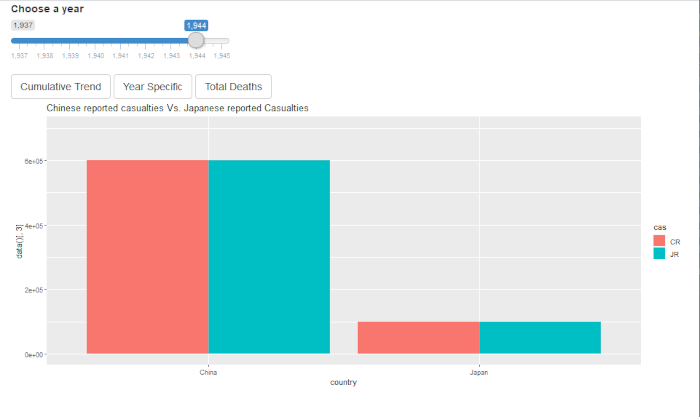 Choose a year
1,937 1,944
1,937 1,938 1,939 1,940 1,941 1,942 1,943 1,944 1,945
Cumulative Trend Year Specific Total Deaths
Chinese reported casualties Vs. Japanese reported Casualties
6e+05
4e+05
2e+05
0e+00
data()[, 3]
China Japan
country
cas
CR
JR